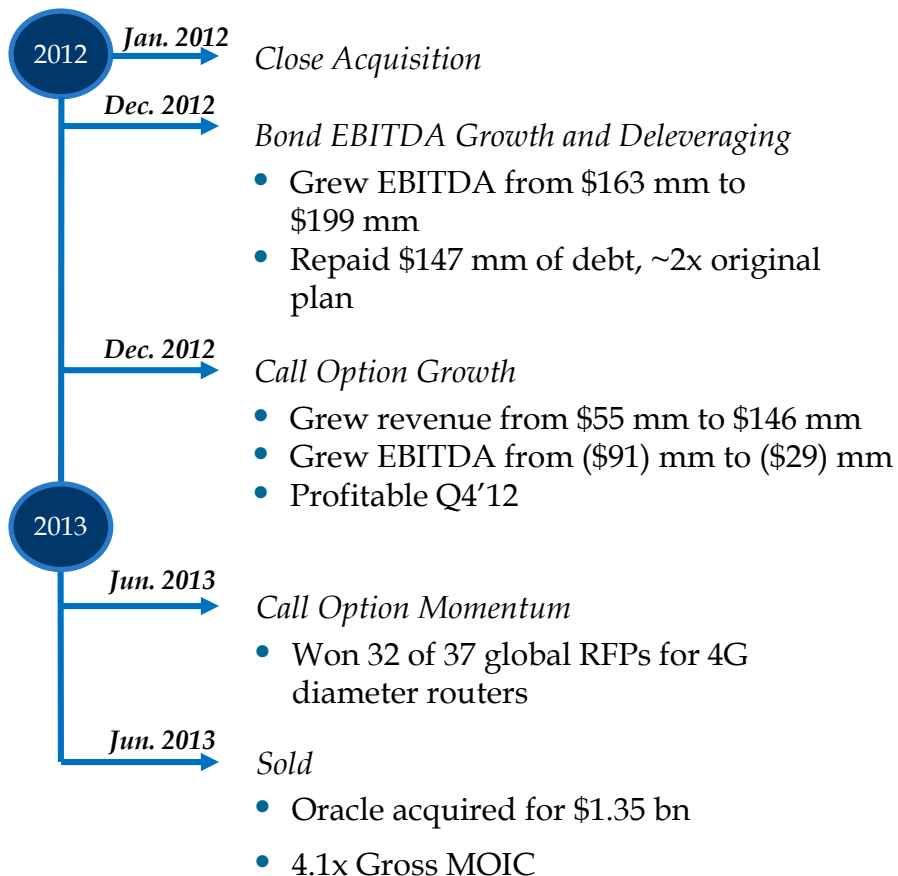 2012
Jan. 2012
Close Acquisition
Dec. 2012
Bond EBITDA Growth and Deleveraging
• Grew EBITDA from $163 mm to
$199 mm
• Repaid $147 mm of debt, ~2x original
plan
Dec. 2012
Call Option Growth
• Grew revenue from $55 mm to $146 mm
• Grew EBITDA from ($91) mm to ($29) mm
• Profitable Q4’12
2013
Jun. 2013
Call Option Momentum
• Won 32 of 37 global RFPs for 4G
diameter routers
Jun. 2013
Sold
• Oracle acquired for $1.35 bn
• 4.1x Gross MOIC